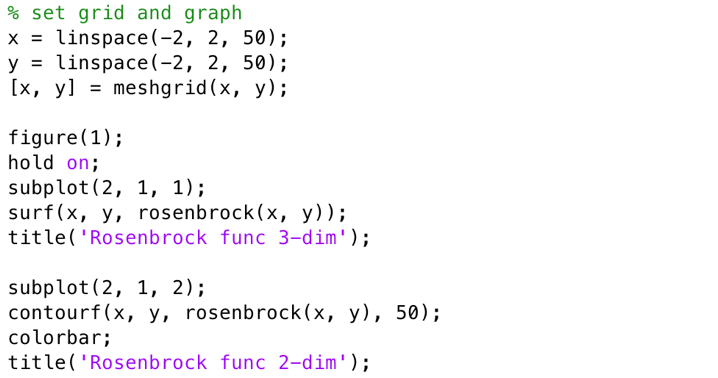 % set grid and graph
x = linspace(-2, 2, 50);
y = linspace(-2, 2, 50);
[x, y] = meshgrid(x, y);
figure(1);
hold on;
subplot(2, 1, 1);
surf(x, y, rosenbrock(x, y));
title('Rosenbrock func 3-dim');
subplot(2, 1, 2);
contourf(x, y, rosenbrock(x, y), 50);
colorbar;
title('Rosenbrock func 2-dim');